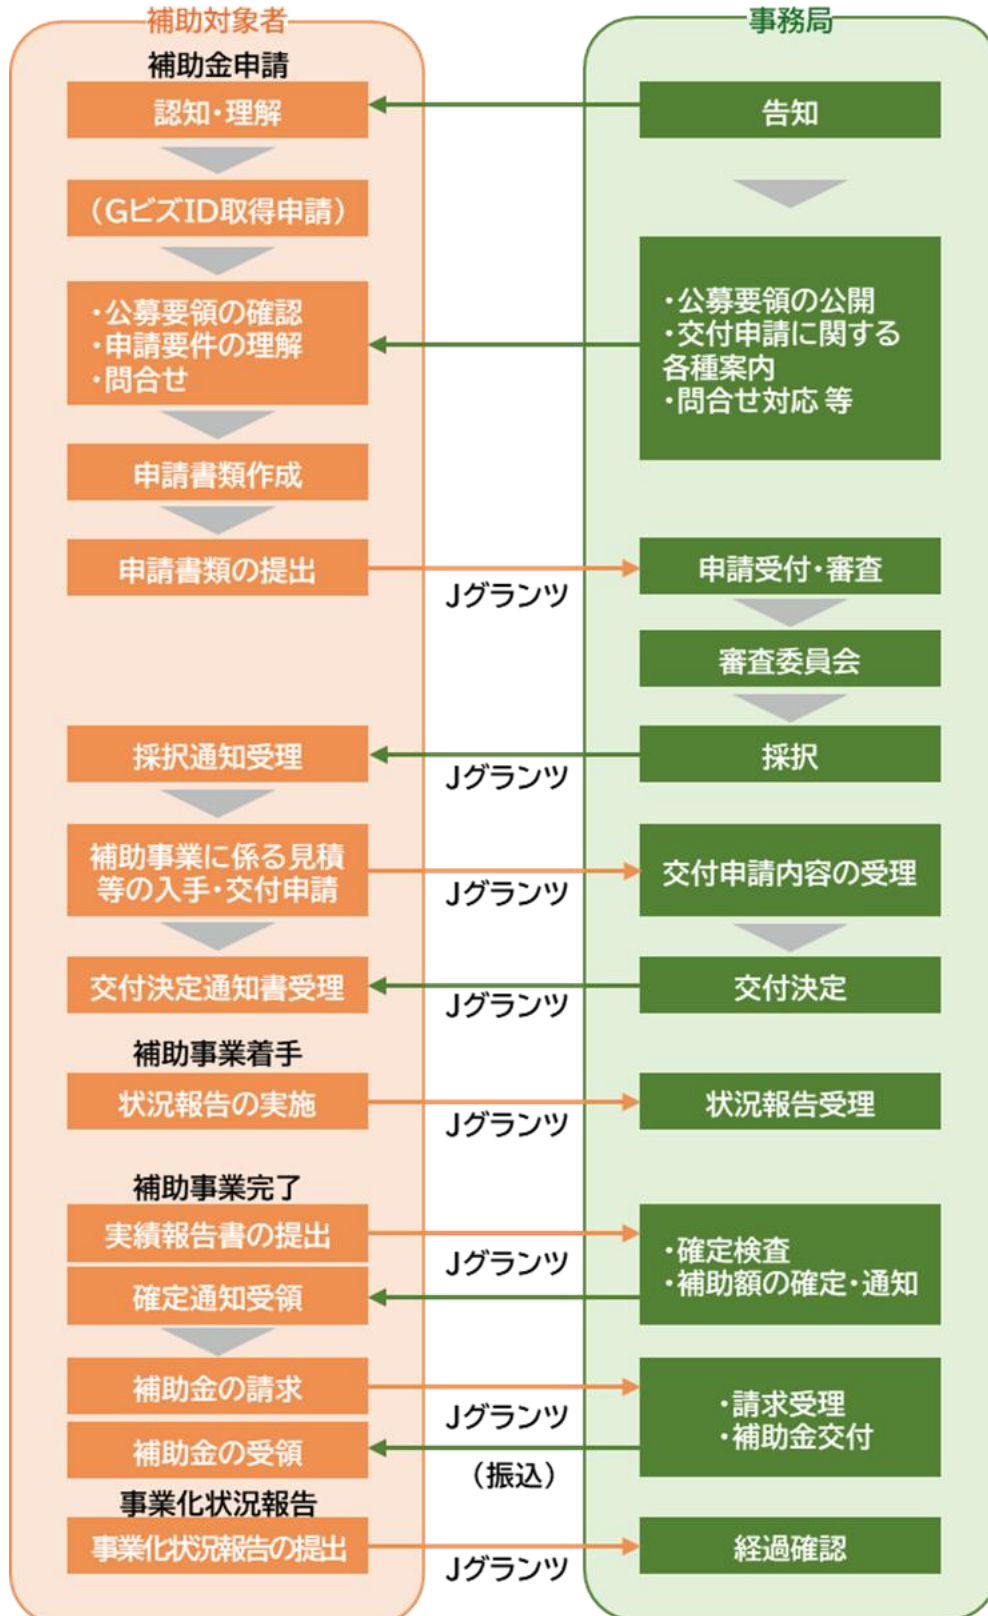 補助対象者
事務局
補助金申請
認知・理解
告知
（GビズID取得申請）
・公募要領の確認
・申請要件の理解
・問合せ
・公募要領の公開
・交付申請に関する
各種案内
・問合せ対応 等
申請書類作成
申請書類の提出
Jグランツ
申請受付・審査
審査委員会
採択通知受理
Jグランツ
採択
補助事業に係る見積
等の入手・交付申請
Jグランツ
交付申請内容の受理
交付決定通知書受理
Jグランツ
交付決定
補助事業着手
状況報告の実施
Jグランツ
状況報告受理
補助事業完了
実績報告書の提出
Jグランツ
確定通知受領
・確定検査
・補助額の確定・通知
補助金の請求
Jグランツ
補助金の受領
（振込）
・請求受理
・補助金交付
事業化状況報告
事業化状況報告の提出
Jグランツ
経過確認